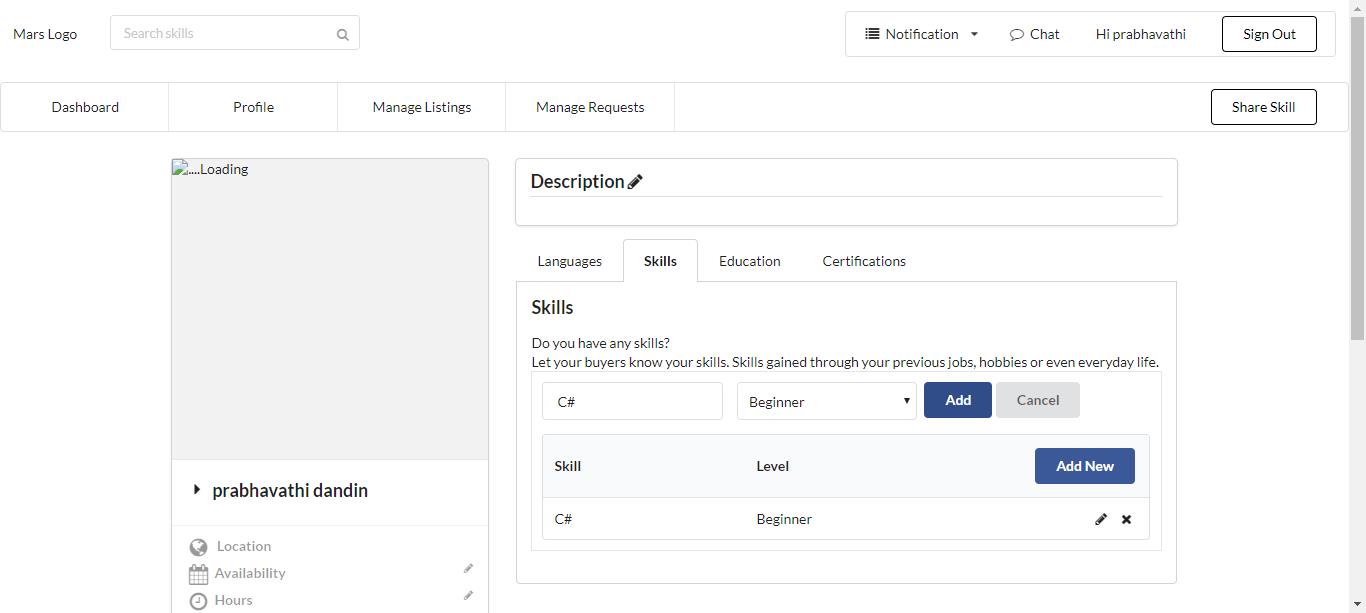 Mars Logo
Search skills
Notification
Chat
Hi prabhavathi
Sign Out
Dashboard
Profile
Manage Listings
Manage Requests
Share Skill
....Loading
prabhavathi dandin
Location
Availability
Hours
Description
Languages
Skills
Education
Certifications
Skills
Do you have any skills?
Let your buyers know your skills. Skills gained through your previous jobs, hobbies or even everyday life.
C#
Beginner
Add
Cancel
Skill
Level
Add New
C#
Beginner